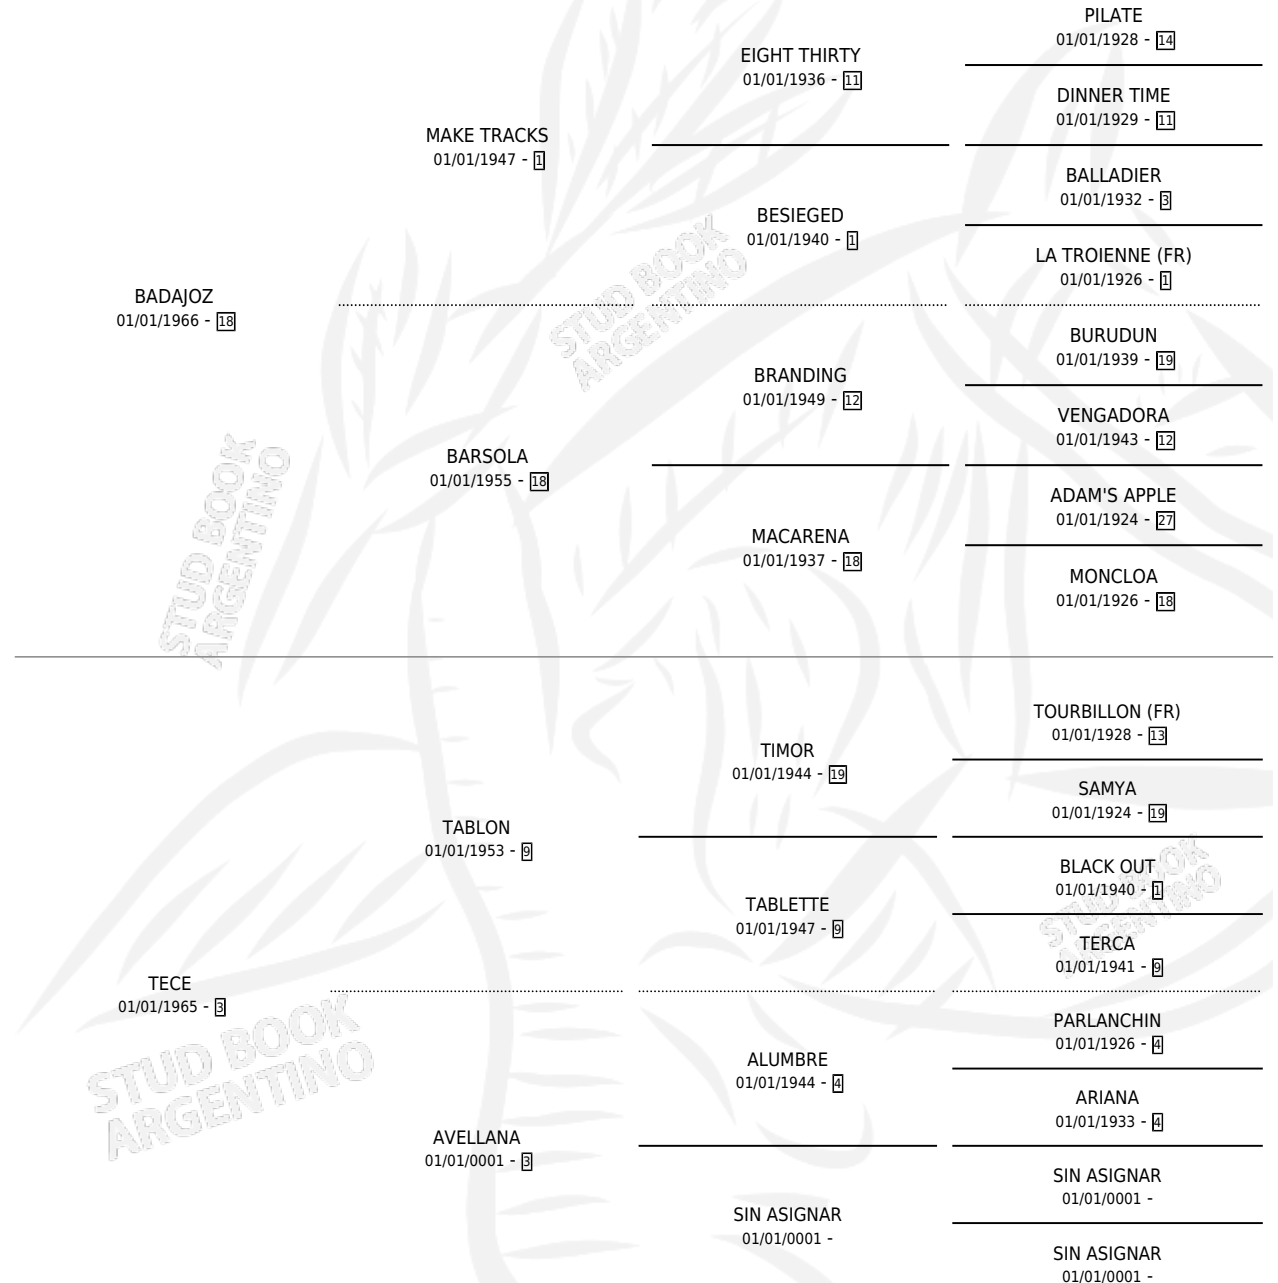 PILATE
01/01/1928 - 14
EIGHT THIRTY
01/01/1936 - 11
DINNER TIME
01/01/1929 - 11
MAKE TRACKS
01/01/1947 - 1
BALLADIER
01/01/1932 - 3
BESIEGED
01/01/1940 - 1
LA TROIENNE (FR)
01/01/1926 - 1
BADAJOZ
01/01/1966 - 18
BURUDUN
01/01/1939 - 19
BRANDING
01/01/1949 - 12
VENGADORA
01/01/1943 - 12
BARSOLA
01/01/1955 - 18
ADAM'S APPLE
01/01/1924 - 27
MACARENA
01/01/1937 - 18
MONCLOA
01/01/1926 - 18
STUD BOOK
ARGENTINO
STUD BOOK
ARGENTINO
TOURBILLON (FR)
01/01/1928 - 13
TIMOR
01/01/1944 - 19
SAMYA
01/01/1924 - 19
TABLON
01/01/1953 - 9
BLACK OUT
01/01/1940 - 1
TABLETTE
01/01/1947 - 9
TERCA
01/01/1941 - 9
TECE
01/01/1965 - 3
PARLANCHIN
01/01/1926 - 4
ALUMBRE
01/01/1944 - 4
ARIANA
01/01/1933 - 4
AVELLANA
01/01/0001 - 3
SIN ASIGNAR
01/01/0001 -
SIN ASIGNAR
01/01/0001 -
SIN ASIGNAR
01/01/0001 -
STUD BOOK
ARGENTINO
STUD BOOK
ARGENTINO